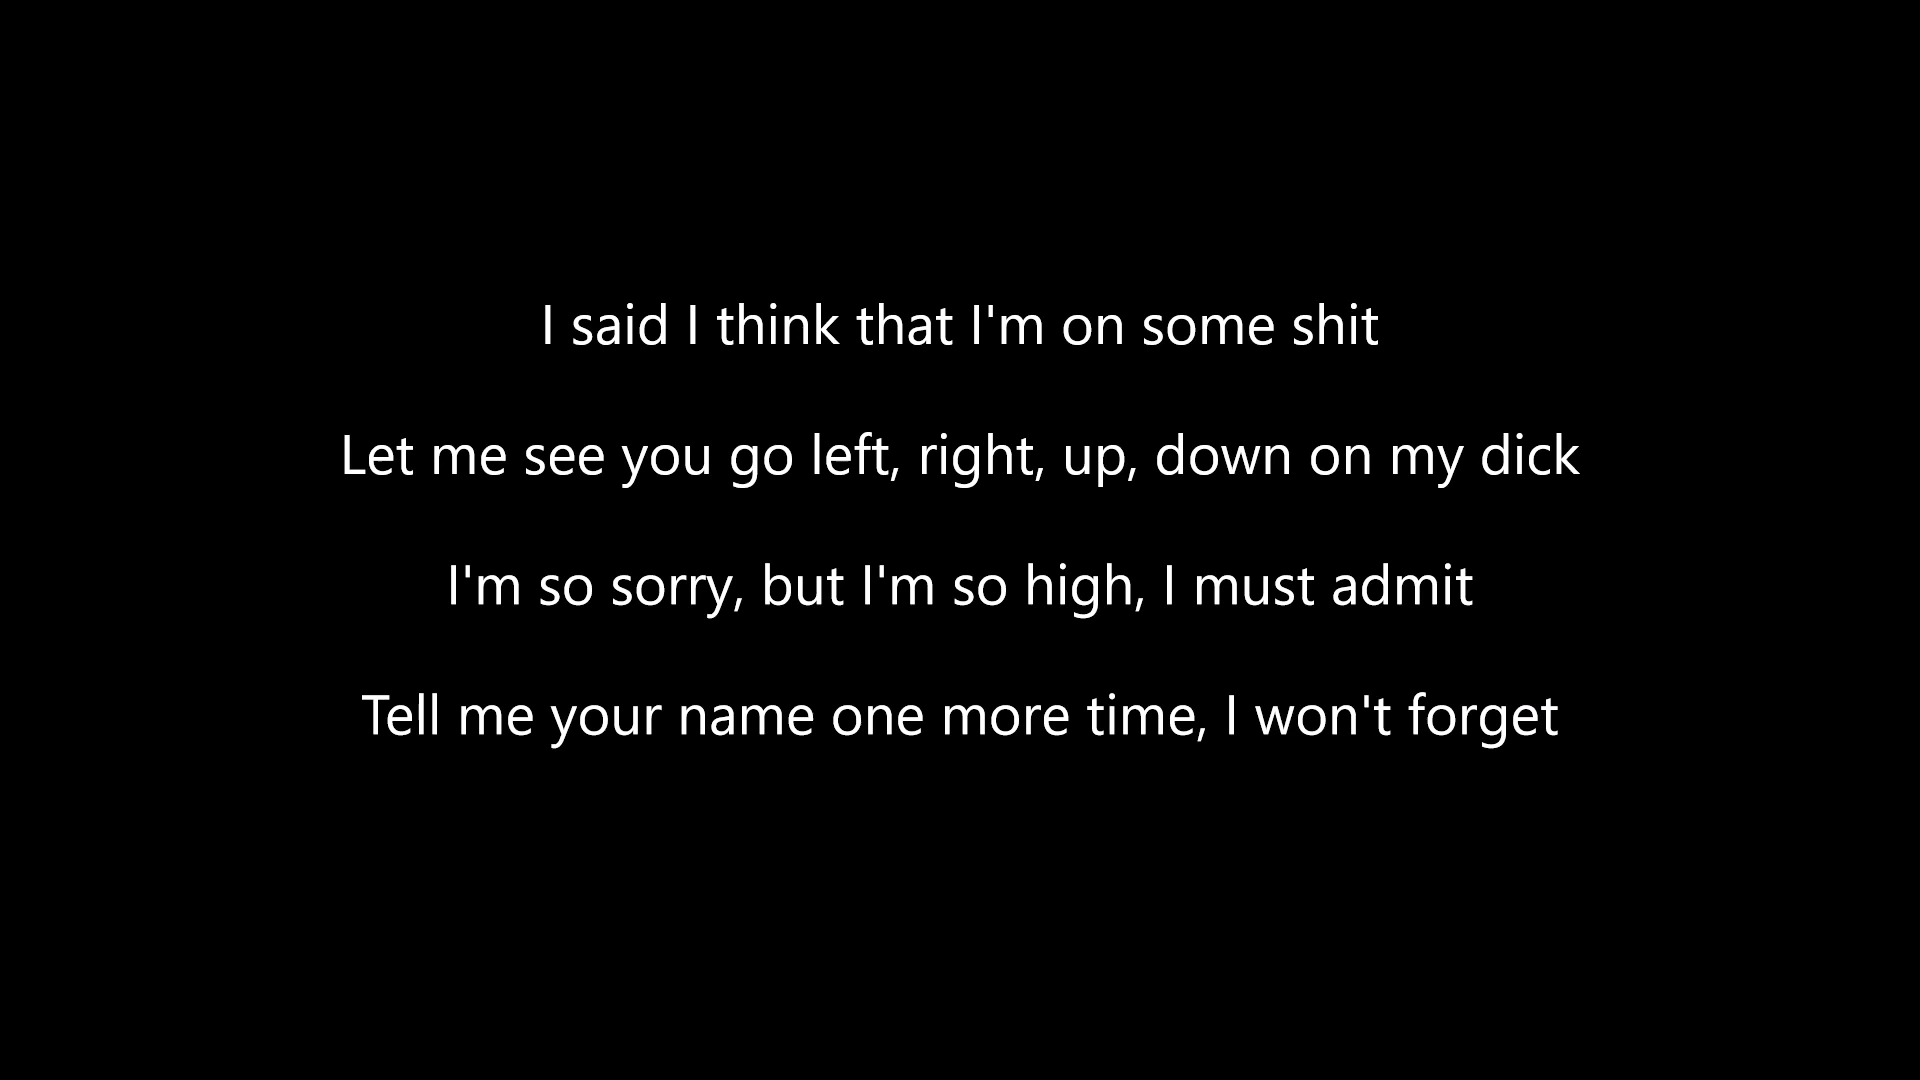 I said I think that I'm on some shit
Let me see you go left, right, up, down on my dick
I'm so sorry, but I'm so high, I must admit
Tell me your name one more time, I won't forget